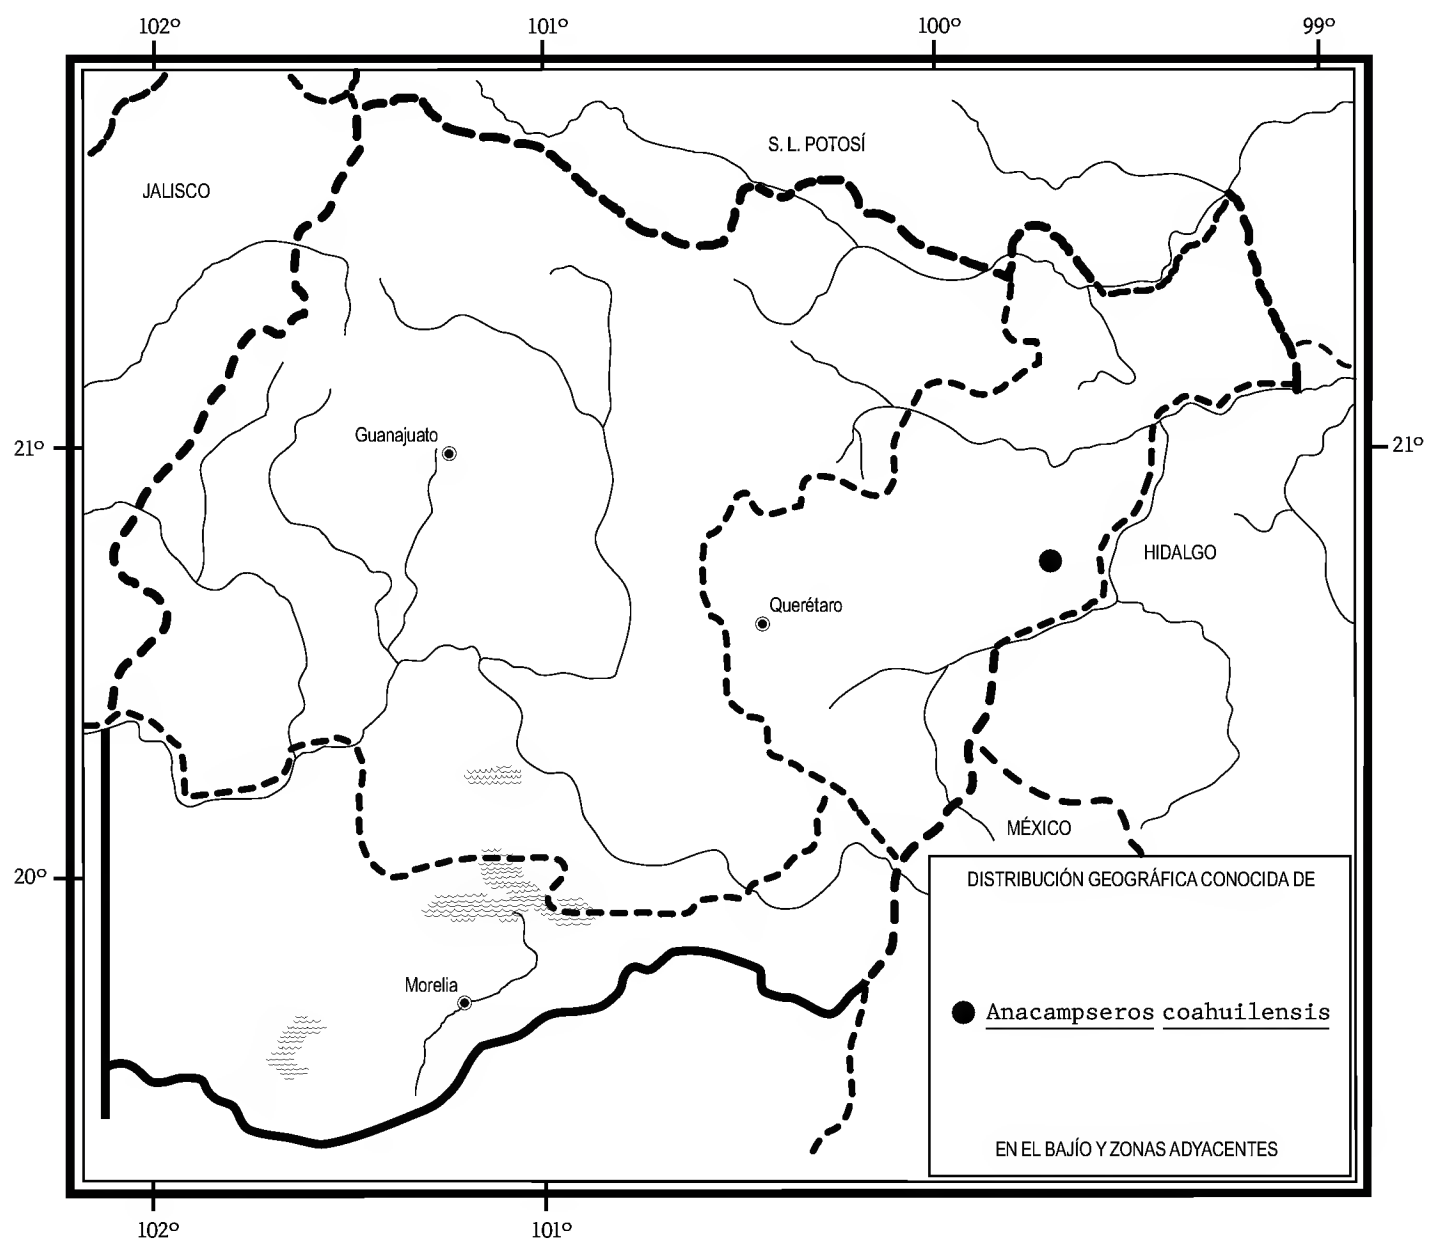 102º 101º 100º 99º
S. L. POTOSÍ
JALISCO
Guanajuato
21º 21º
HIDALGO
Querétaro
MÉXICO
20º
DISTRIBUCIÓN GEOGRÁFICA CONOCIDA DE
Morelia
Anacampseros coahuilensis
EN EL BAJÍO Y ZONAS ADYACENTES
102º 101º